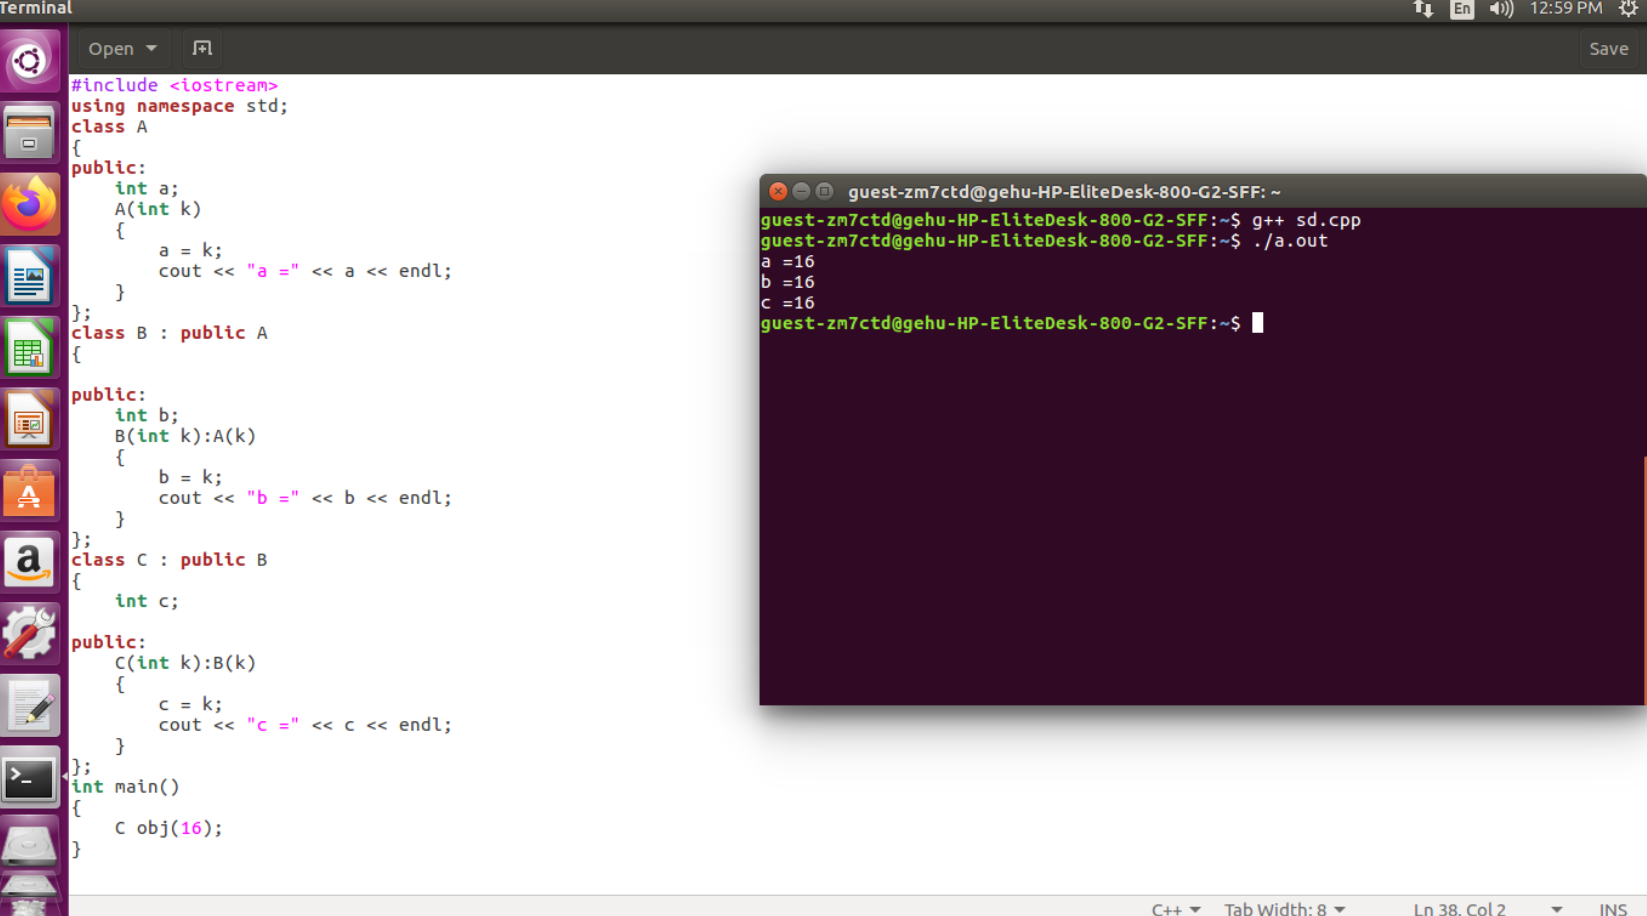 Terminal
En 12:59 PM
Open
Save
#include <iostream>
using namespace std;
class A
{
public:
    int a;
    A(int k)
    {
        a = k;
        cout << "a =" << a << endl;
    }
};
class B : public A
{
public:
    int b;
    B(int k):A(k)
    {
        b = k;
        cout << "b =" << b << endl;
    }
};
class C : public B
{
    int c;
public:
    C(int k):B(k)
    {
        c = k;
        cout << "c =" << c << endl;
    }
};
int main()
{
    C obj(16);
}
guest-zm7ctd@gehu-HP-EliteDesk-800-G2-SFF: ~
guest-zm7ctd@gehu-HP-EliteDesk-800-G2-SFF:~$ g++ sd.cpp
guest-zm7ctd@gehu-HP-EliteDesk-800-G2-SFF:~$ ./a.out
a =16
b =16
c =16
guest-zm7ctd@gehu-HP-EliteDesk-800-G2-SFF:~$
C++ Tab Width: 8 Ln 38, Col 2 INS